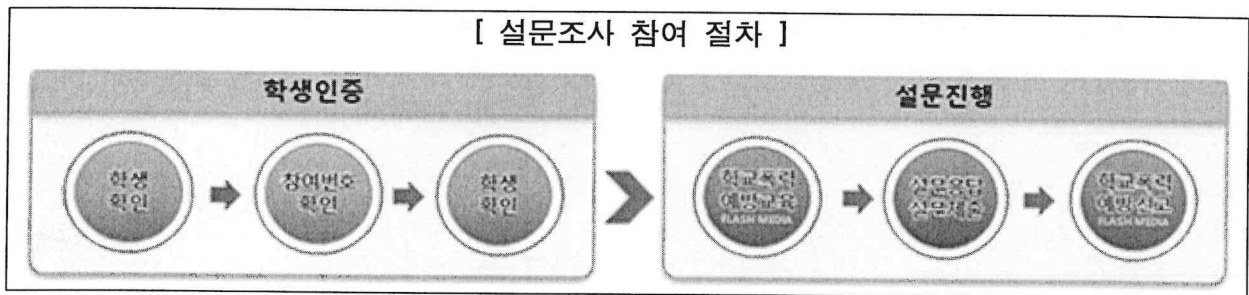 [ 설문조사 참여 절차 ]
학생인증
학생
확인
참여번호
확인
학생
확인
설문진행
학교폭력
예방교육
FLASH MEDIA
설문응답
설문제출
학교폭력
예방신고
FLASH MEDIA